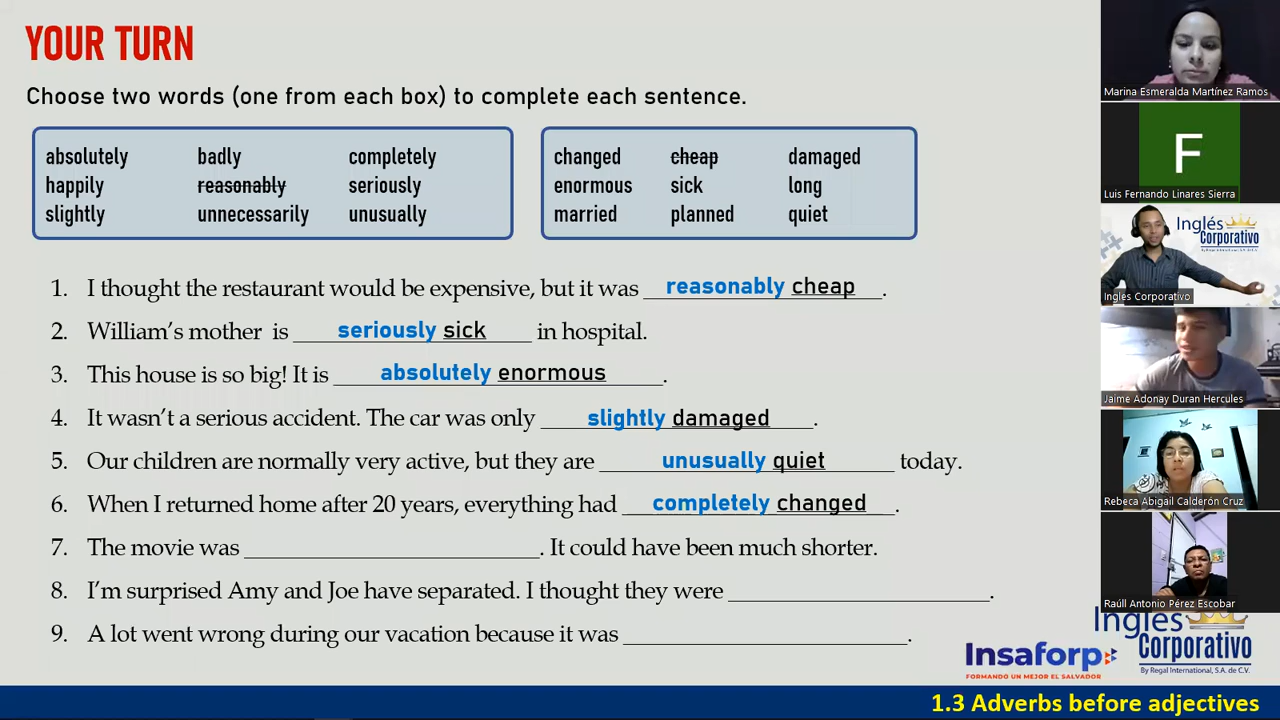 YOUR TURN
Choose two words (one from each box) to complete each sentence.
absolutely badly completely
happily reasonably seriously
slightly unnecessarily unusually
changed cheap damaged
enormous sick long
married planned quiet
1. I thought the restaurant would be expensive, but it was reasonably cheap.
2. William’s mother is seriously sick in hospital.
3. This house is so big! It is absolutely enormous.
4. It wasn’t a serious accident. The car was only slightly damaged.
5. Our children are normally very active, but they are unusually quiet today.
6. When I returned home after 20 years, everything had completely changed.
7. The movie was ____________________. It could have been much shorter.
8. I’m surprised Amy and Joe have separated. I thought they were ____________________.
9. A lot went wrong during our vacation because it was ____________________.
Insaforp
FORMANDO UN MEJOR EL SALVADOR
Inglés
Corporativo
By Regal International, S.A. de C.V.
1.3 Adverbs before adjectives
Marina Esmeralda Martínez Ramos
F
Luis Fernando Linares Sierra
Inglés
Corporativo
Ingles Corporativo
Jaime Adonay Duran Hercules
Rebeca Abigail Calderón Cruz
Raúll Antonio Pérez Escobar